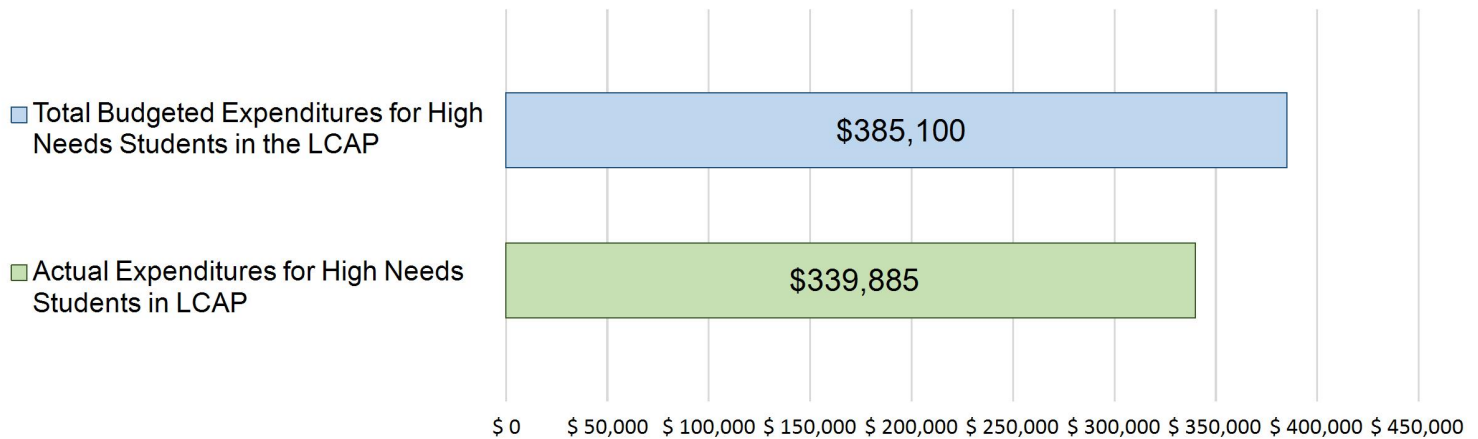 Total Budgeted Expenditures for High
Needs Students in the LCAP
$385,100
Actual Expenditures for High Needs
Students in LCAP
$339,885
$ 0 $ 50,000 $ 100,000 $ 150,000 $ 200,000 $ 250,000 $ 300,000 $ 350,000 $ 400,000 $ 450,000